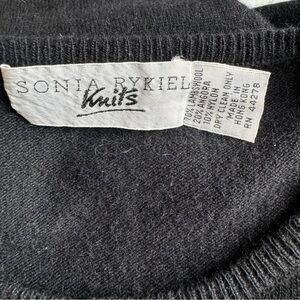 SONIA RYKIEL
Knits
70% LAMBSWOOL
20% ANGORA
10% NYLON
DRY CLEAN ONLY
MADE IN
HONG KONG
RN 44278